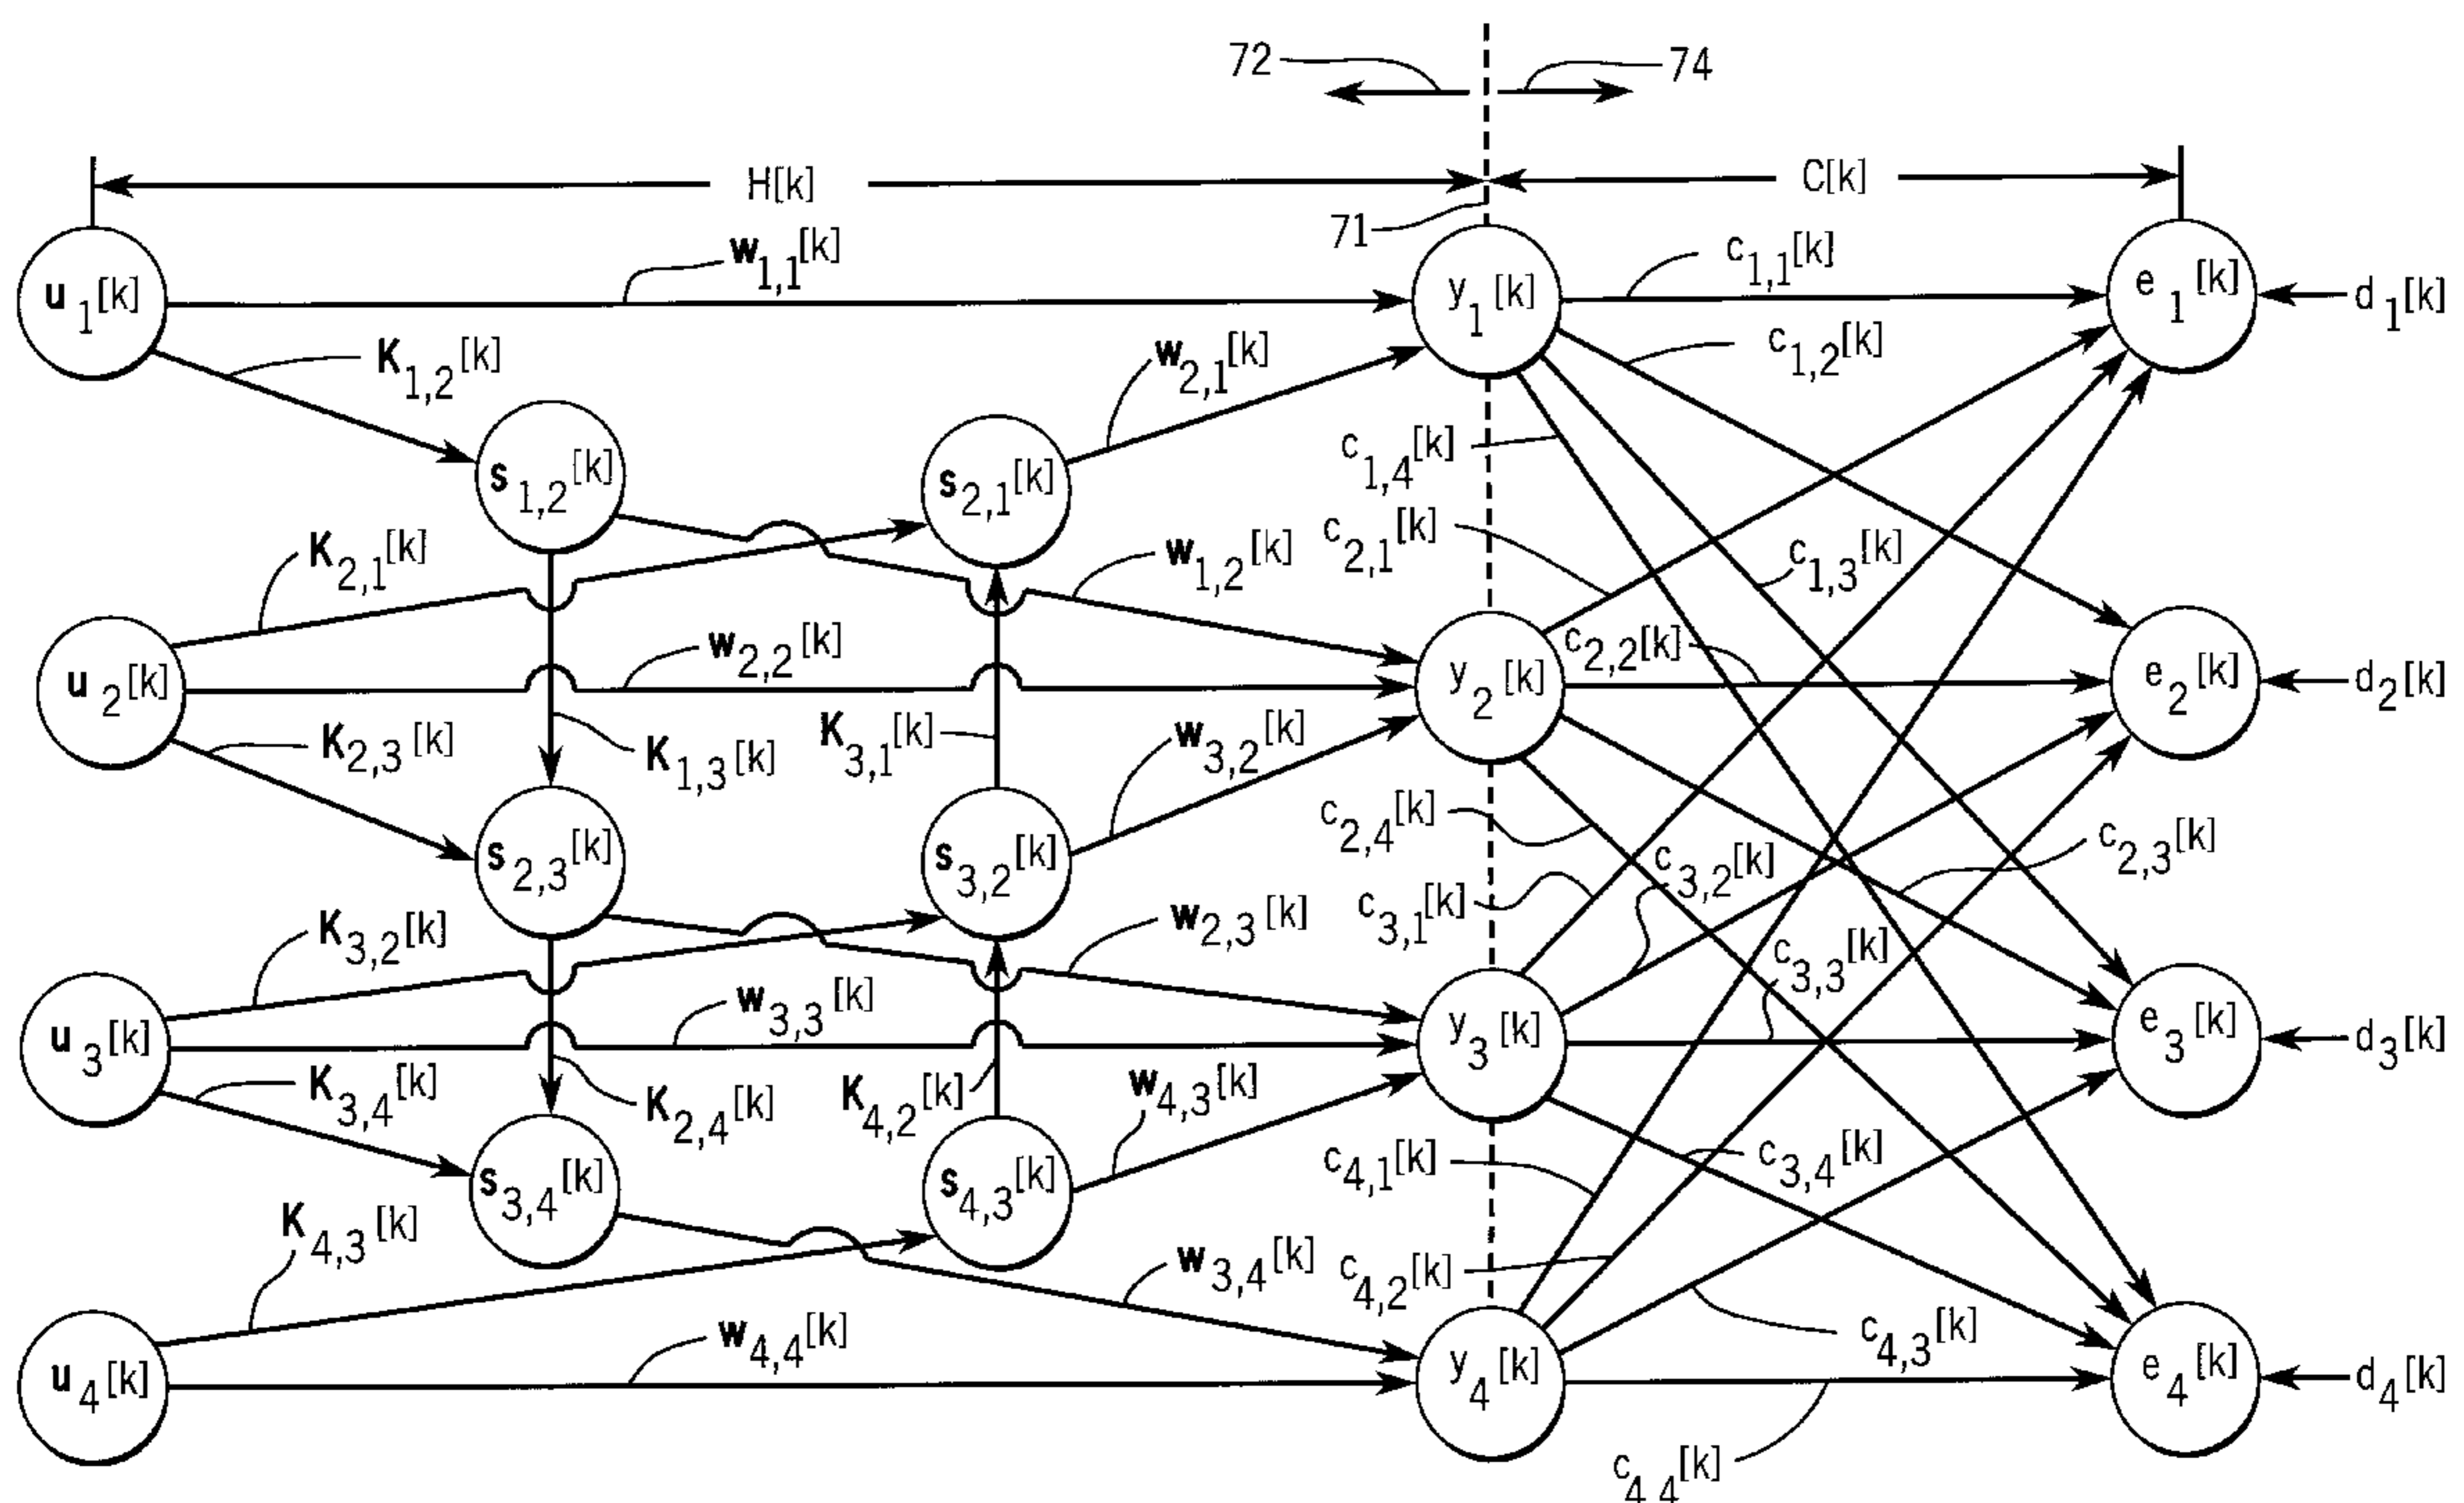 72 74
H[k] C[k]
71
w1,1[k] c1,1[k]
u1[k] y1[k] e1[k] d1[k]
K1,2[k] w2,1[k] c1,2[k]
s1,2[k] s2,1[k] c1,4[k]
K2,1[k] w1,2[k] c2,1[k] c1,3[k]
w2,2[k] c2,2[k]
u2[k] y2[k] e2[k] d2[k]
K2,3[k] K1,3[k] K3,1[k] w3,2[k]
c2,4[k] c2,3[k]
s2,3[k] s3,2[k] c3,2[k]
K3,2[k] w2,3[k] c3,1[k]
w3,3[k] c3,3[k]
u3[k] y3[k] e3[k] d3[k]
K3,4[k] K2,4[k] K4,2[k] w4,3[k]
s3,4[k] s4,3[k] c4,1[k] c3,4[k]
K4,3[k] w3,4[k] c4,2[k]
w4,4[k] c4,3[k]
u4[k] y4[k] e4[k] d4[k]
c4,4[k]